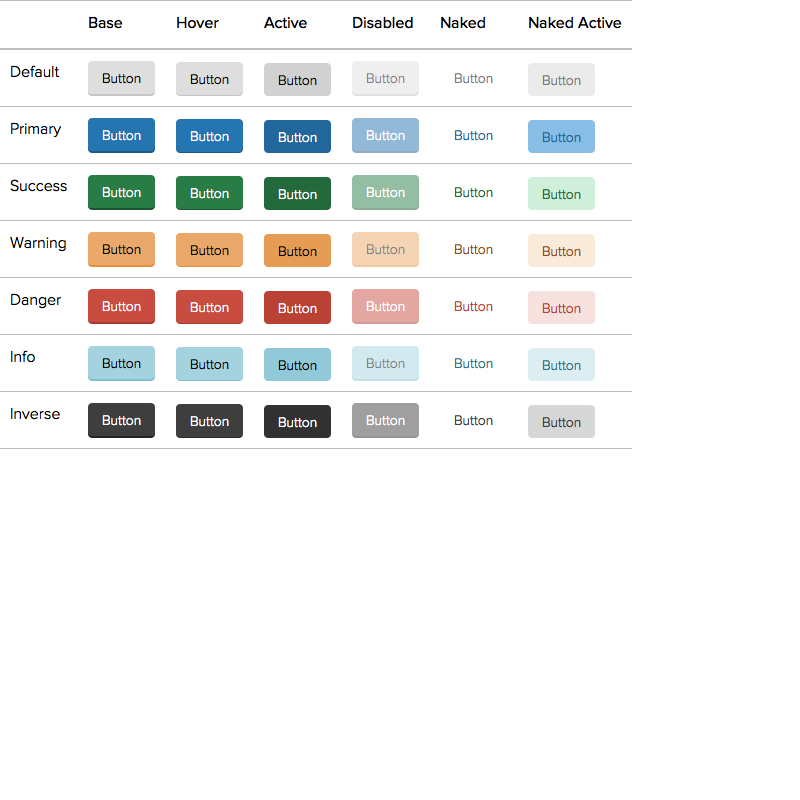 Base Hover Active Disabled Naked Naked Active
Default Button Button Button Button Button Button
Primary Button Button Button Button Button Button
Success Button Button Button Button Button Button
Warning Button Button Button Button Button Button
Danger Button Button Button Button Button Button
Info Button Button Button Button Button Button
Inverse Button Button Button Button Button Button